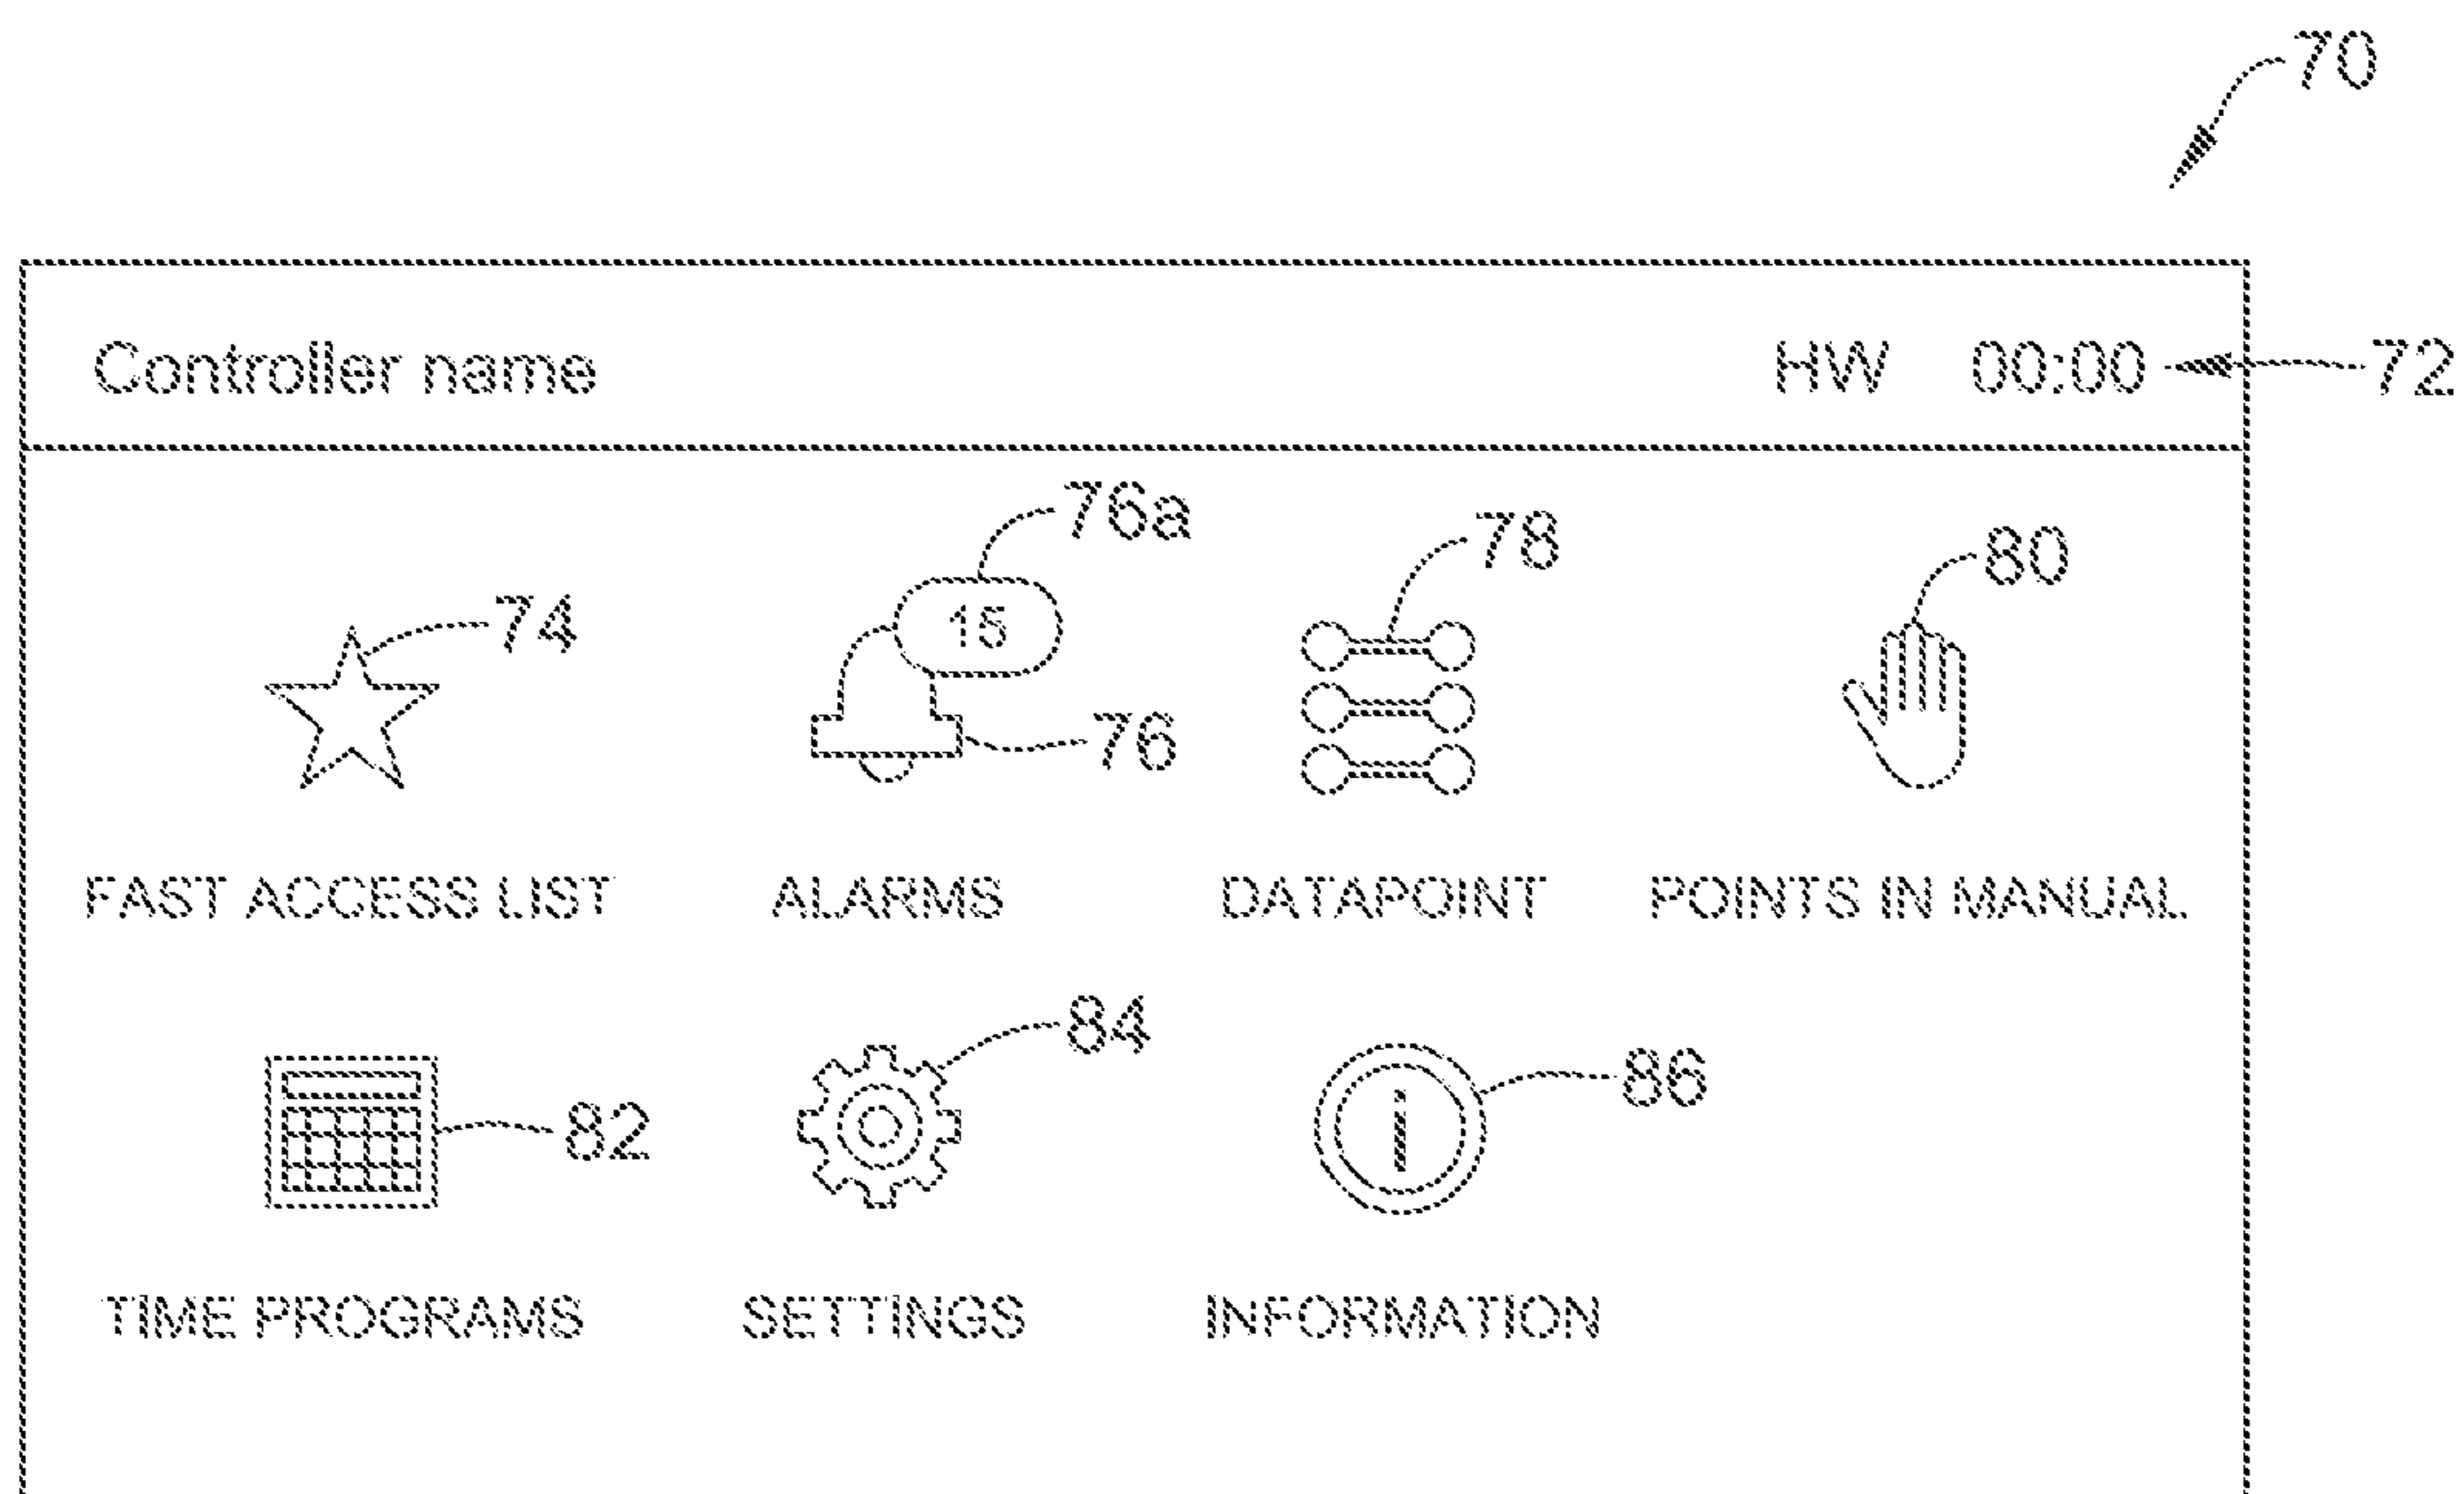 70
Controller name HW 00:00 72
76a
78
80
74
15
76
FAST ACCESS LIST ALARMS DATAPOINT POINTS IN MANUAL
84
86
82
i
TIME PROGRAMS SETTINGS INFORMATION